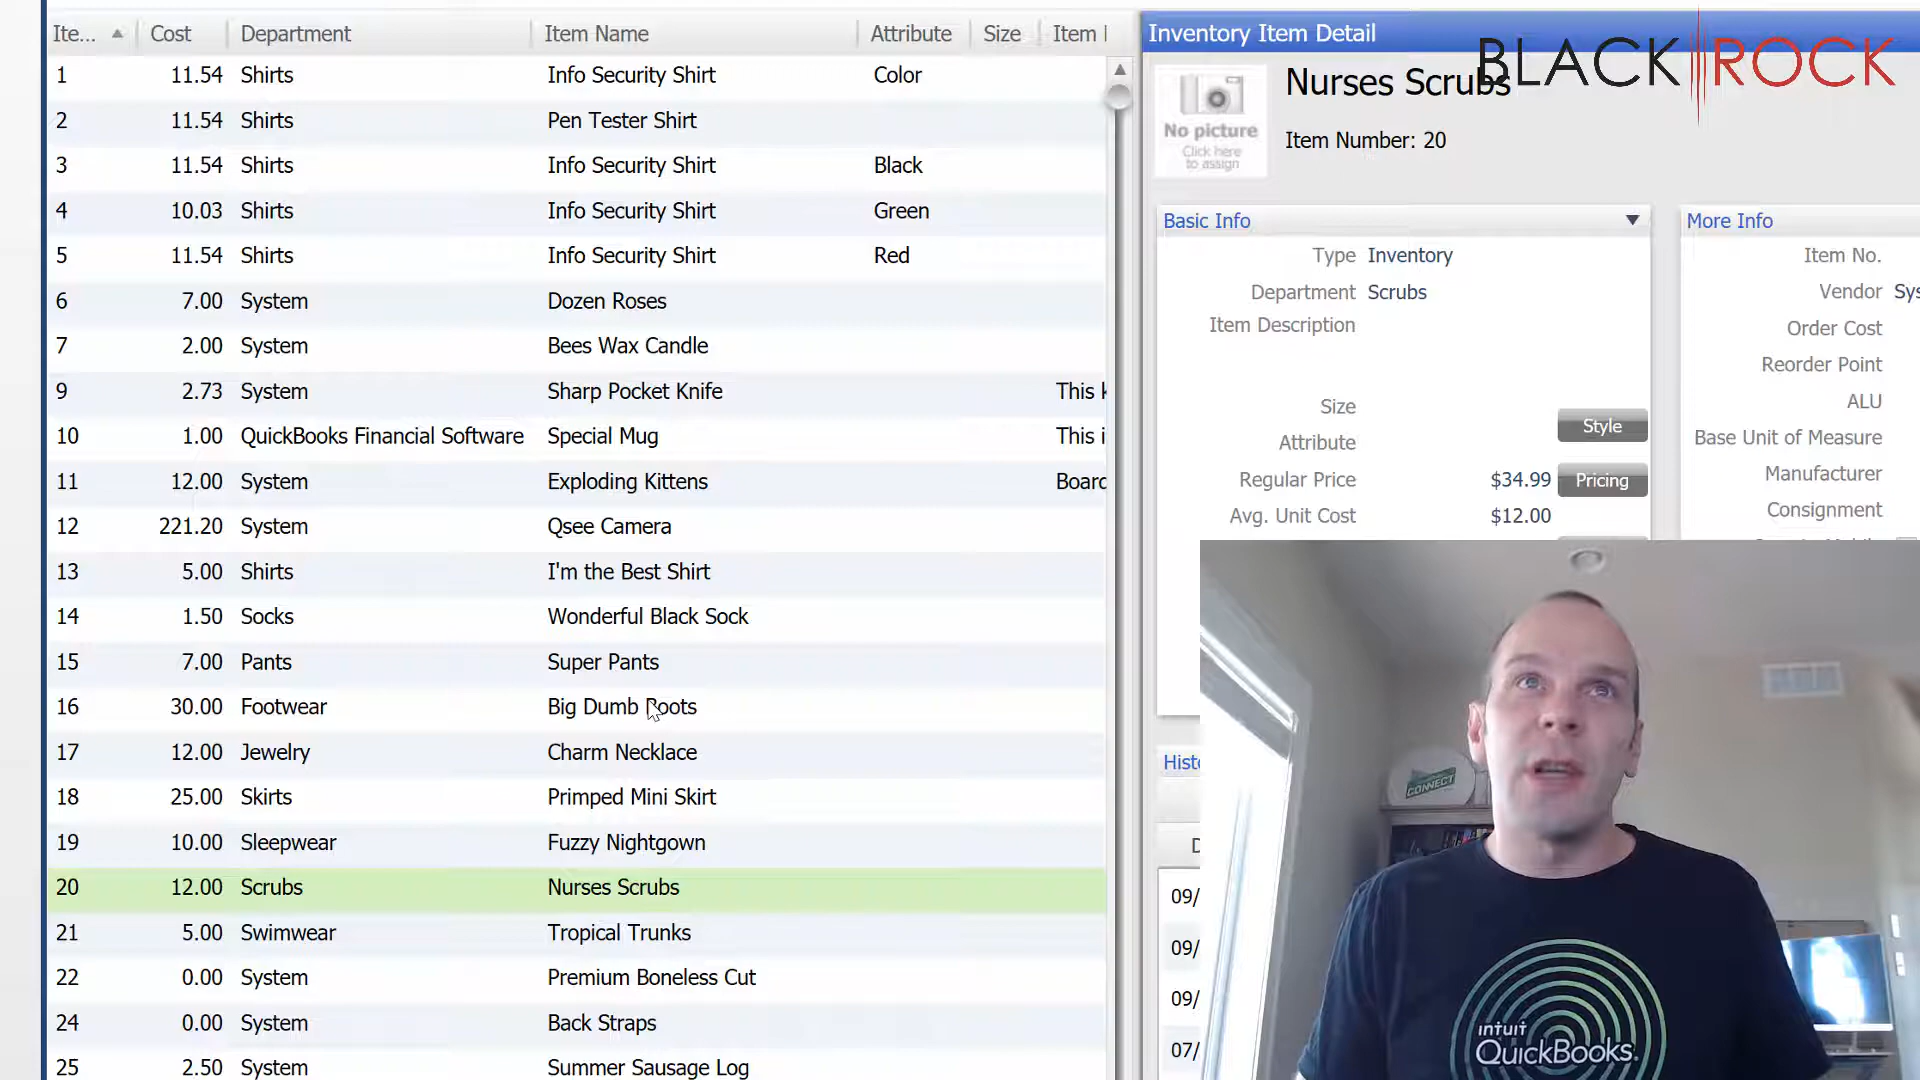 Ite... Cost Department Item Name Attribute Size Item
1 11.54 Shirts Info Security Shirt Color
2 11.54 Shirts Pen Tester Shirt
3 11.54 Shirts Info Security Shirt Black
4 10.03 Shirts Info Security Shirt Green
5 11.54 Shirts Info Security Shirt Red
6 7.00 System Dozen Roses
7 2.00 System Bees Wax Candle
9 2.73 System Sharp Pocket Knife This
10 1.00 QuickBooks Financial Software Special Mug This i
11 12.00 System Exploding Kittens Board
12 221.20 System Qsee Camera
13 5.00 Shirts I'm the Best Shirt
14 1.50 Socks Wonderful Black Sock
15 7.00 Pants Super Pants
16 30.00 Footwear Big Dumb Boots
17 12.00 Jewelry Charm Necklace
18 25.00 Skirts Primped Mini Skirt
19 10.00 Sleepwear Fuzzy Nightgown
20 12.00 Scrubs Nurses Scrubs
21 5.00 Swimwear Tropical Trunks
22 0.00 System Premium Boneless Cut
24 0.00 System Back Straps
25 2.50 System Summer Sausage Log
Inventory Item Detail
BLACK ROCK
No picture
Click here
to assign
Nurses Scrubs
Item Number: 20
Basic Info
Type Inventory
Department Scrubs
Item Description
Size
Style
Attribute
Regular Price $34.99 Pricing
Avg. Unit Cost $12.00
More Info
Item No.
Vendor Sys
Order Cost
Reorder Point
ALU
Base Unit of Measure
Manufacturer
Consignment
Histo
D
09/
09/
09/
07/
CONNECT
intuit
QuickBooks.